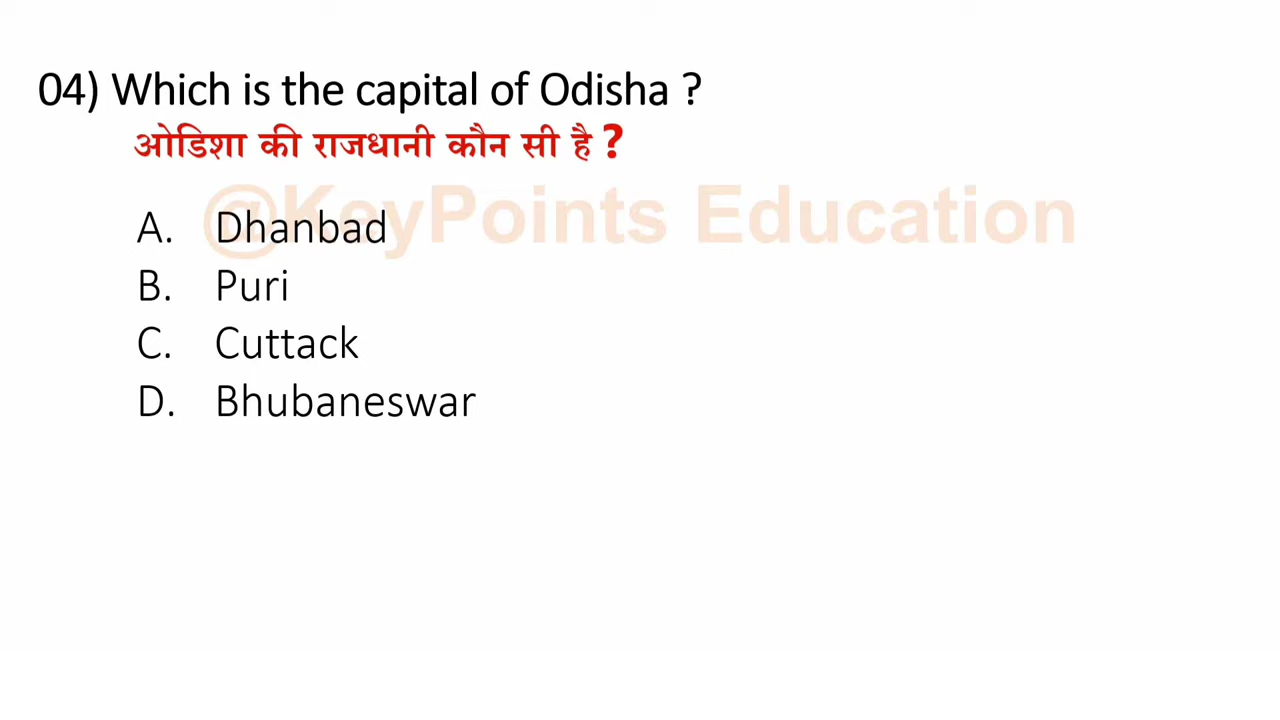 04) Which is the capital of Odisha ?
ओडिशा की राजधानी कौन सी है ?
@KeyPoints Education
A. Dhanbad
B. Puri
C. Cuttack
D. Bhubaneswar